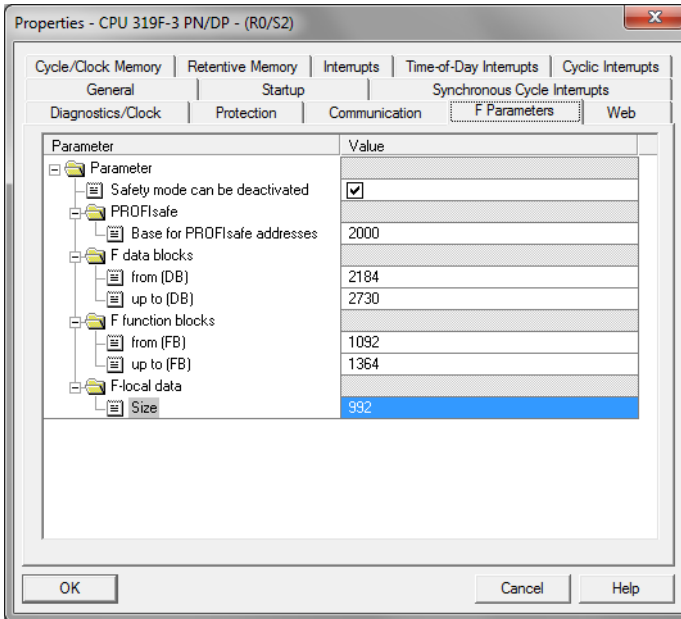 Properties - CPU 319F-3 PN/DP - (R0/S2)
x
Cycle/Clock Memory Retentive Memory Interrupts Time-of-Day Interrupts Cyclic Interrupts
General Startup Synchronous Cycle Interrupts
Diagnostics/Clock Protection Communication F Parameters Web
Parameter Value
Parameter
Safety mode can be deactivated
PROFIsafe
Base for PROFIsafe addresses 2000
F data blocks
from (DB) 2184
up to (DB) 2730
F function blocks
from (FB) 1092
up to (FB) 1364
F-local data
Size 992
OK Cancel Help